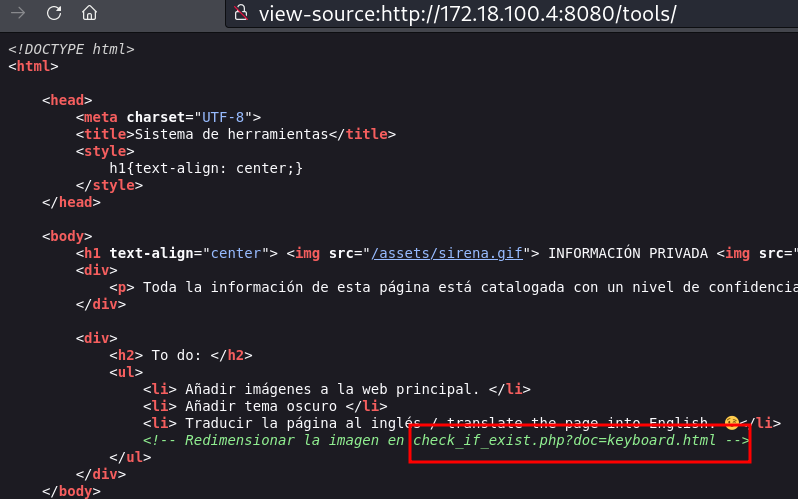 view-source:http://172.18.100.4:8080/tools/
<!DOCTYPE html>
<html>
<head>
<meta charset="UTF-8">
<title>Sistema de herramientas</title>
<style>
h1{text-align: center;}
</style>
</head>
<body>
<h1 text-align="center"> <img src="/assets/sirena.gif"> INFORMACIÓN PRIVADA <img src="
<div>
<p> Toda la información de esta página está catalogada con un nivel de confidencia
</div>
<div>
<h2> To do: </h2>
<ul>
<li> Añadir imágenes a la web principal. </li>
<li> Añadir tema oscuro </li>
<li> Traducir la página al inglés / translate the page into English. 😉</li>
<!-- Redimensionar la imagen en check_if_exist.php?doc=keyboard.html -->
</ul>
</div>
</body>